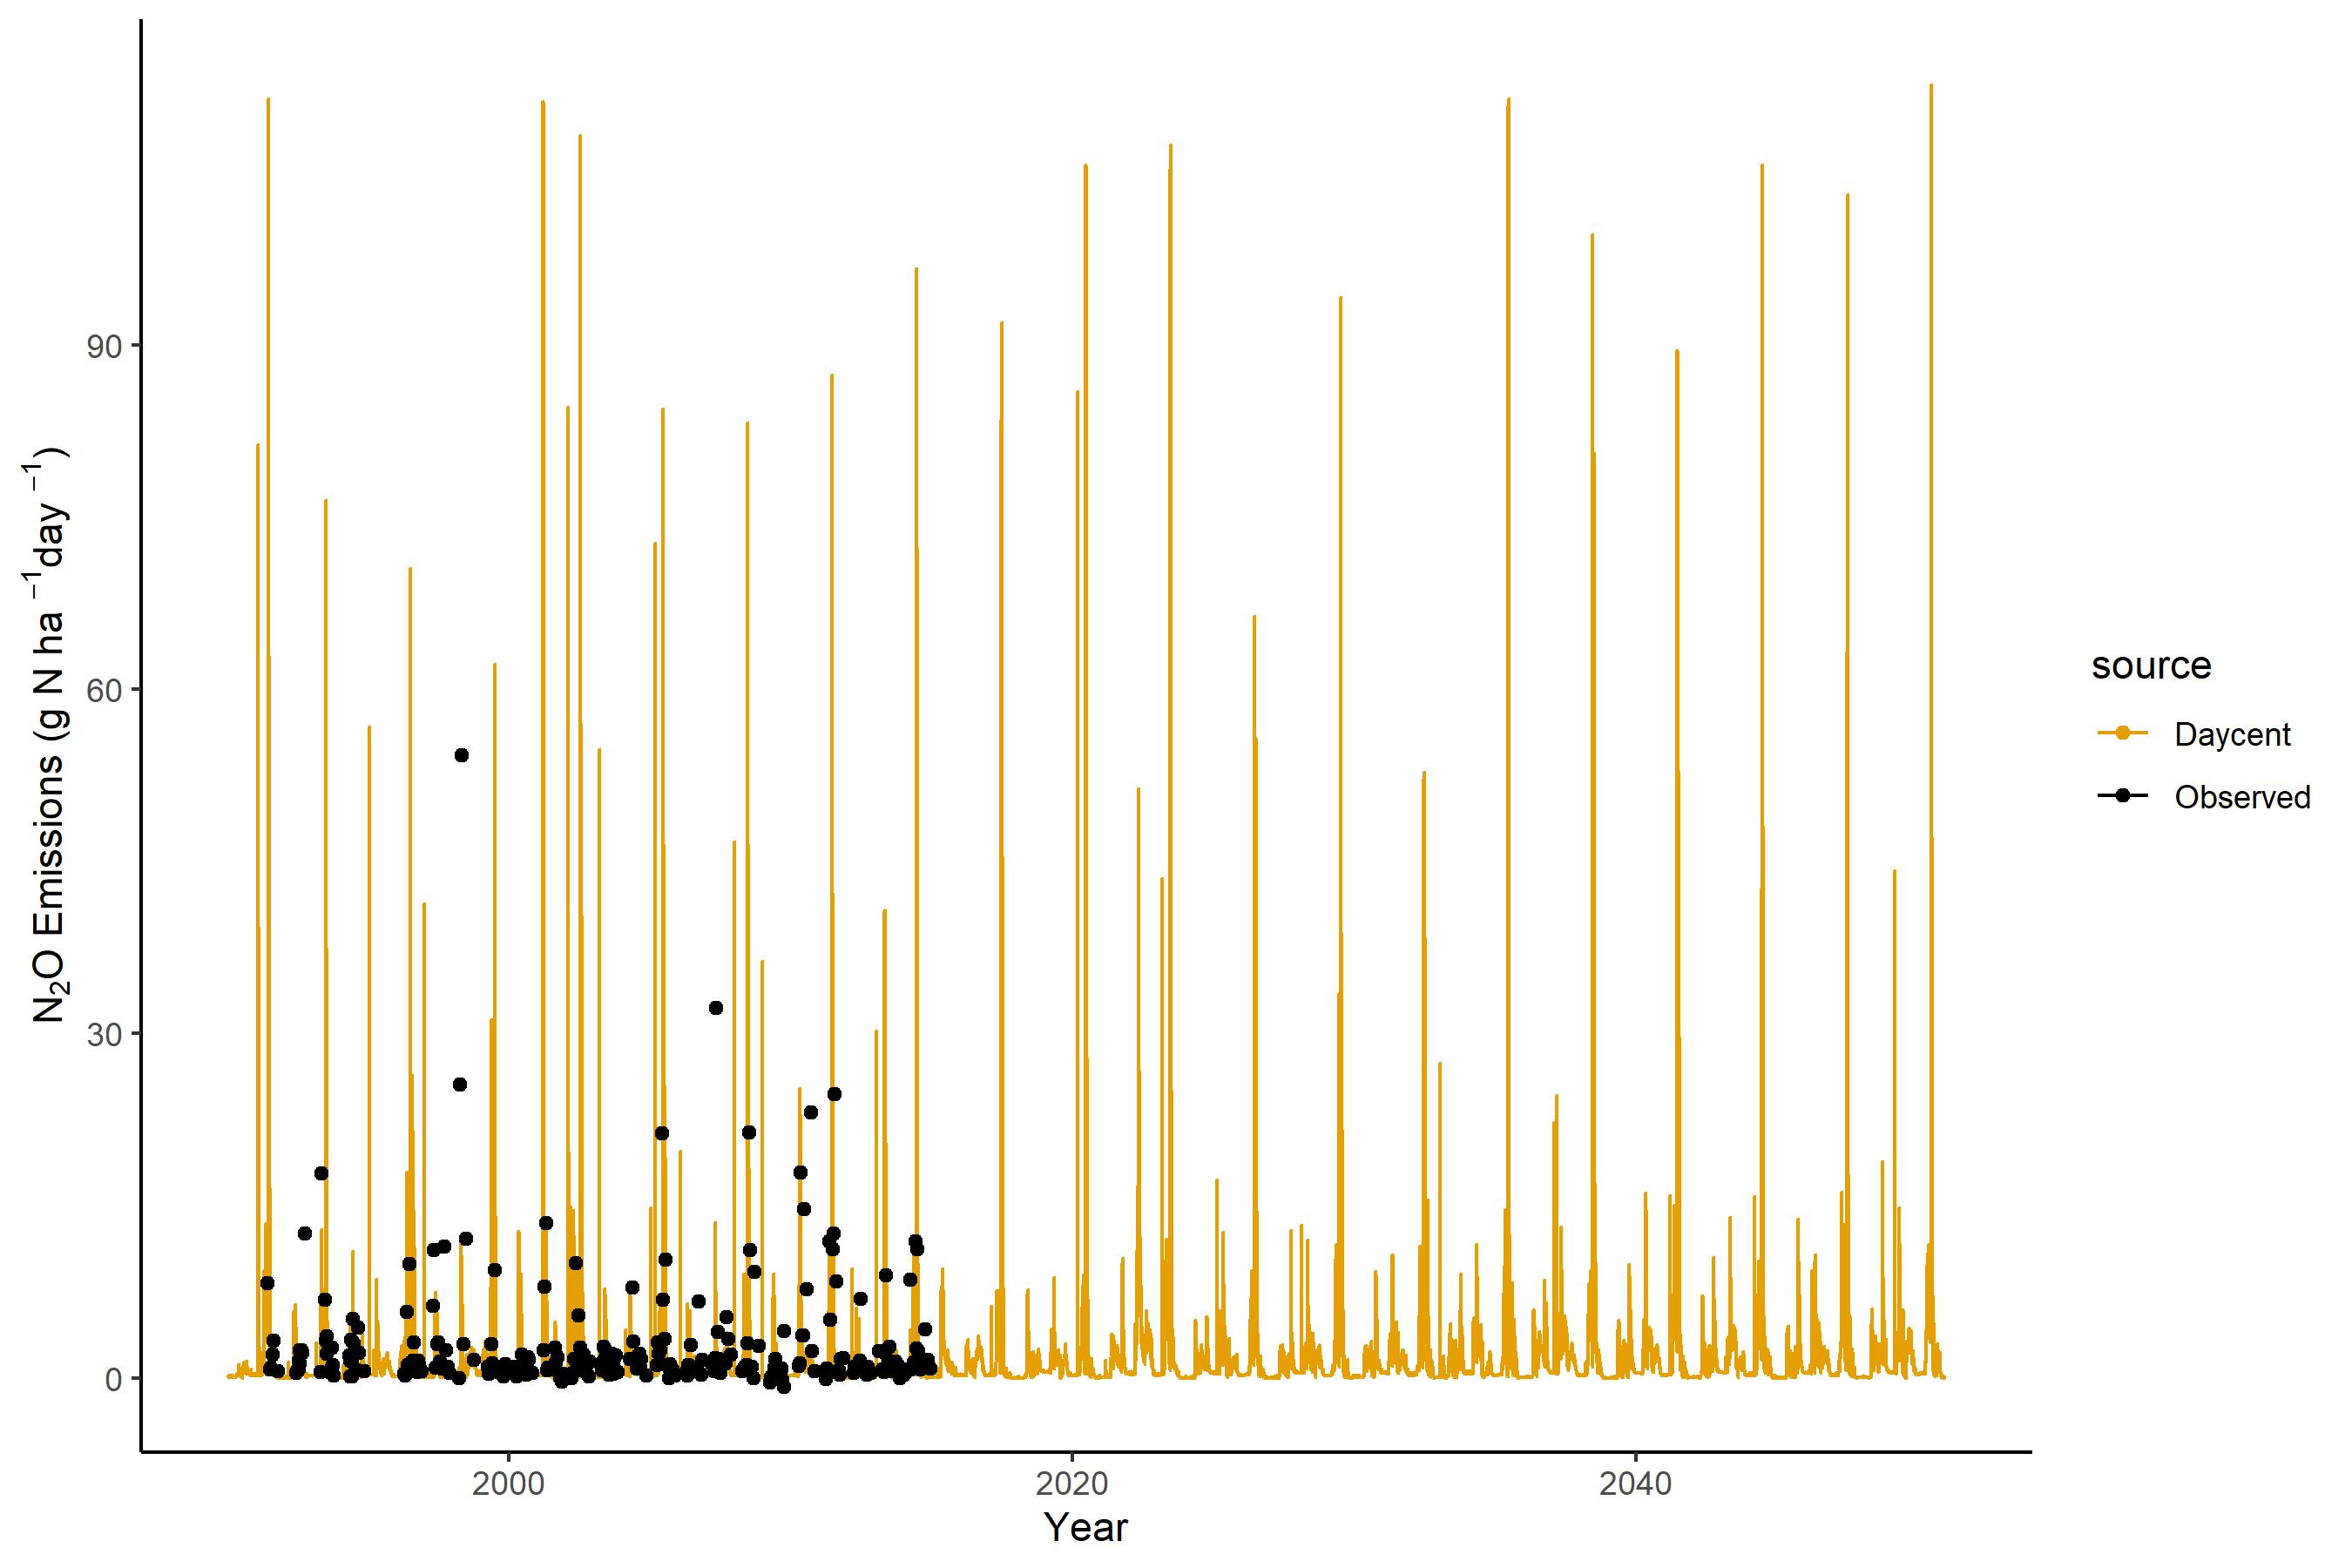 N₂O Emissions (g N ha ⁻¹day ⁻¹)
90
60
30
0
2000
2020
2040
Year
source
Daycent
Observed